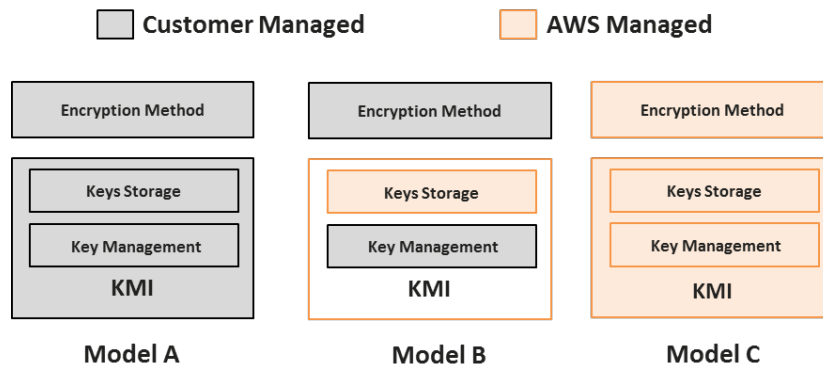 Customer Managed
AWS Managed
Encryption Method
Encryption Method
Encryption Method
Keys Storage
Keys Storage
Keys Storage
Key Management
Key Management
Key Management
KMI
KMI
KMI
Model A
Model B
Model C